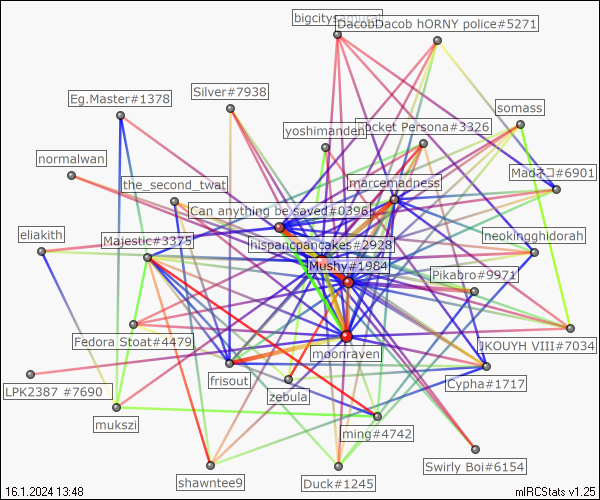 bigcitysamurai
DacobDacob hORNY police#5271
Silver#7938
Eg.Master#1378
somass
yoshimanden
Pocket Persona#3326
normalwan
Madネコ#6901
marcemadness
the_second_twat
Can anything be saved#0396
eliakith
Majestic#3375
hispancpancakes#2928
neokingghidorah
Mushy#1984
Pikabro#9971
Fedora Stoat#4479
moonraven
JKOUYH VIII#7034
frisout
Cypha#1717
LPK2387 #7690
zebula
mukszi
ming#4742
Swirly Boi#6154
shawntee9
Duck#1245
16.1.2024 13:48
mIRCStats v1.25